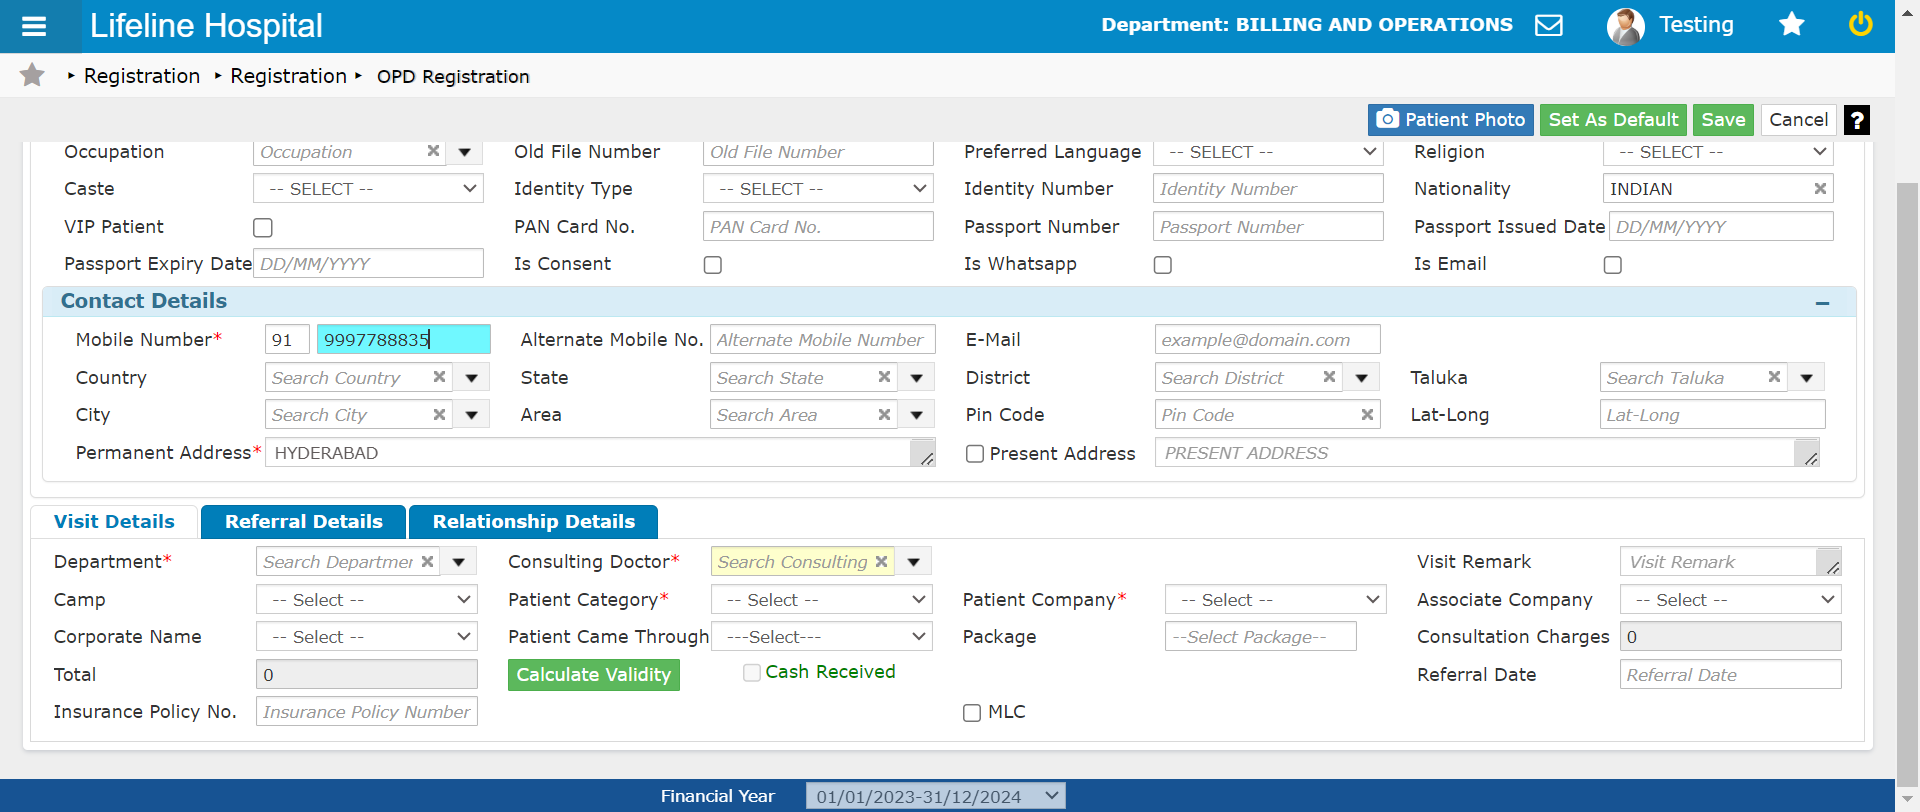 Lifeline Hospital
Department: BILLING AND OPERATIONS
Testing
Registration
Registration
OPD Registration
Patient Photo
Set As Default
Save
Cancel
?
Occupation Occupation Old File Number Old File Number Preferred Language -- SELECT -- Religion -- SELECT --
Caste -- SELECT -- Identity Type -- SELECT -- Identity Number Identity Number Nationality INDIAN
VIP Patient PAN Card No. PAN Card No. Passport Number Passport Number Passport Issued Date DD/MM/YYYY
Passport Expiry Date DD/MM/YYYY Is Consent Is Whatsapp Is Email
Contact Details
Mobile Number* 91 9997788835 Alternate Mobile No. Alternate Mobile Number E-Mail example@domain.com
Country Search Country State Search State District Search District Taluka Search Taluka
City Search City Area Search Area Pin Code Pin Code Lat-Long Lat-Long
Permanent Address* HYDERABAD Present Address PRESENT ADDRESS
Visit Details Referral Details Relationship Details
Department* Search Departmer Consulting Doctor* Search Consulting Visit Remark Visit Remark
Camp -- Select -- Patient Category* -- Select -- Patient Company* -- Select -- Associate Company -- Select --
Corporate Name -- Select -- Patient Came Through ---Select--- Package --Select Package-- Consultation Charges 0
Total 0 Calculate Validity Cash Received Referral Date Referral Date
Insurance Policy No. Insurance Policy Number MLC
Financial Year 01/01/2023-31/12/2024